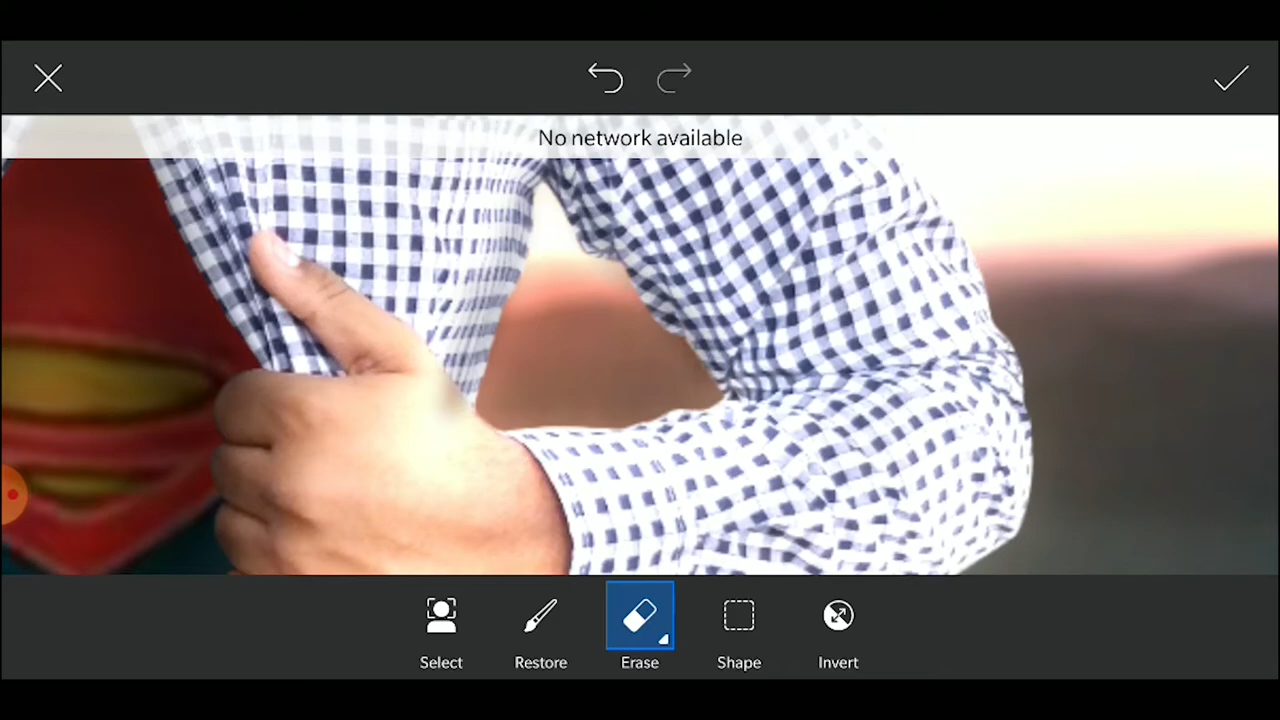 No network available
Select
Restore
Erase
Shape
Invert